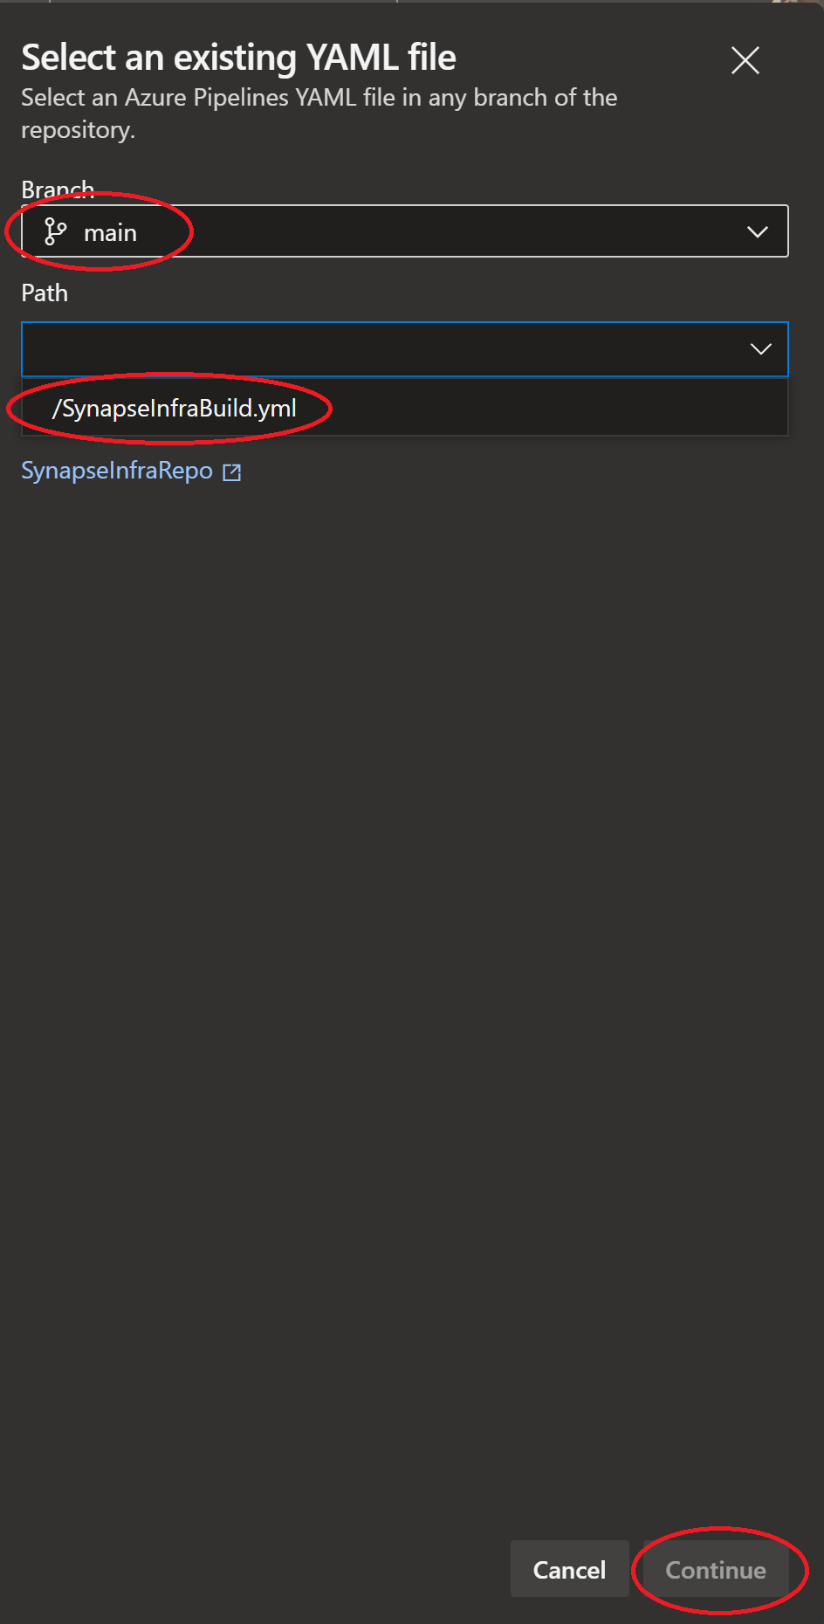 Select an existing YAML file
Select an Azure Pipelines YAML file in any branch of the
repository.
Branch
main
Path
/SynapseInfraBuild.yml
SynapseInfraRepo
Cancel
Continue